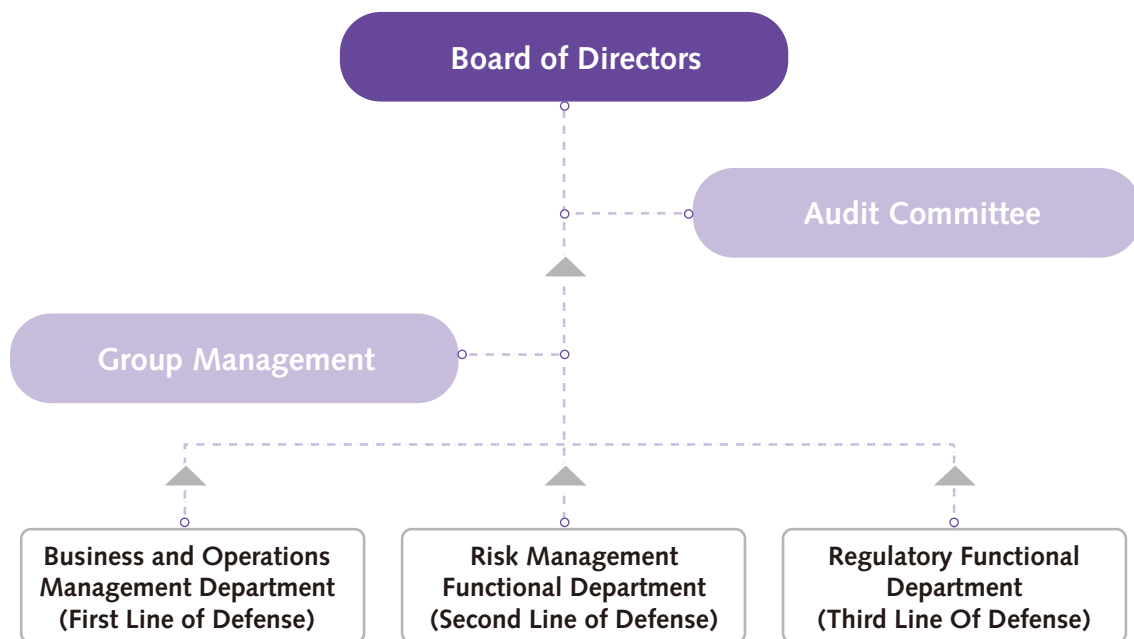 Board of Directors
Audit Committee
Group Management
Business and Operations
Management Department
(First Line of Defense)
Risk Management
Functional Department
(Second Line of Defense)
Regulatory Functional
Department
(Third Line Of Defense)